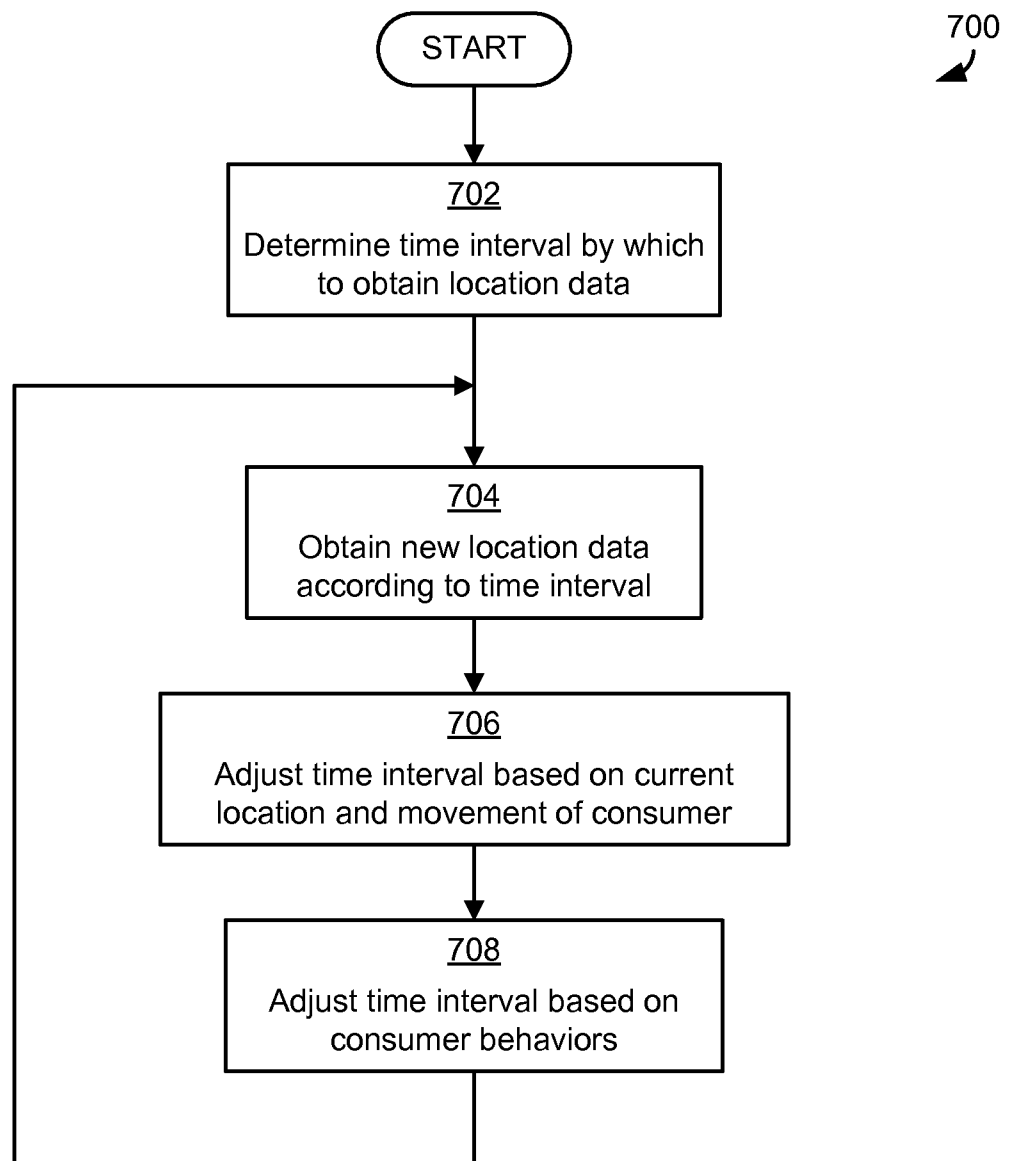 START
700
702
Determine time interval by which
to obtain location data
704
Obtain new location data
according to time interval
706
Adjust time interval based on current
location and movement of consumer
708
Adjust time interval based on
consumer behaviors